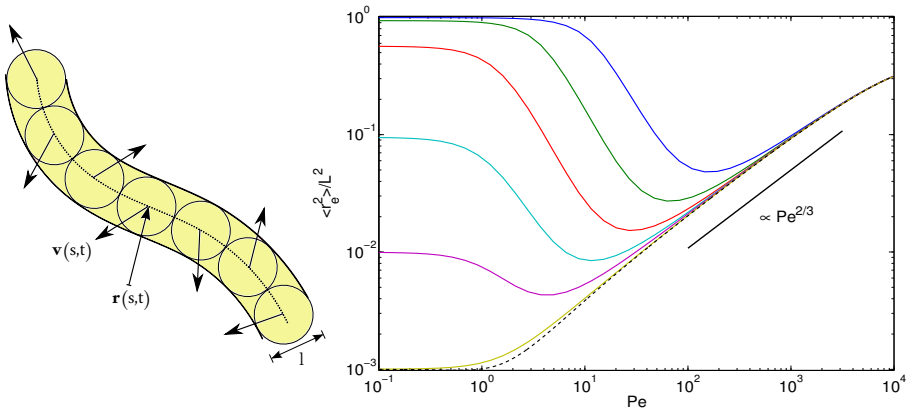 v(s,t)
r(s,t)
l
<r_e^2>/L^2
10^0
10^-1
10^-2
10^-3
10^-1 10^0 10^1 10^2 10^3 10^4
Pe
∝ Pe^2/3